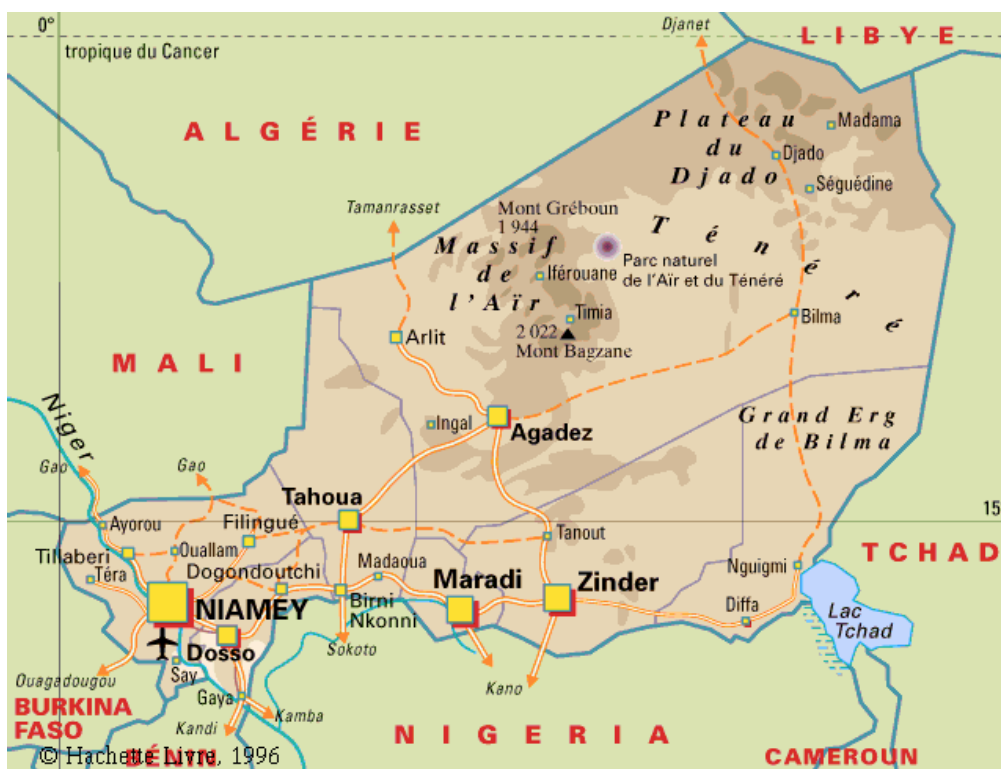 0°
tropique du Cancer
Djanet
LIBYE
ALGÉRIE
Plateau
du
Djado
Madama
Djado
Séguédine
Tamanrasset
Mont Gréboun
1 944
Massif
de
l'Aïr
Iférouane
Ténéré
Parc naturel
de l'Aïr et du Ténéré
Timia
2 022
Mont Bagzane
Bilma
Arlit
MALI
Niger
Ingal
Agadez
Grand Erg
de Bilma
Gao
Gao
Tahoua
Ayorou
Filingué
15
Tillaberi
Ouallam
Tanout
TCHAD
Téra
Dogondoutchi
Madaoua
Maradi
Zinder
Nguigmi
NIAMEY
Birni
Nkonni
Diffa
Lac
Tchad
Dosso
Say
Sokoto
Ouagadougou
Gaya
Kano
BURKINA
FASO
Kandi
Kamba
NIGERIA
BÉNIN
CAMEROUN
© Hachette Livre, 1996